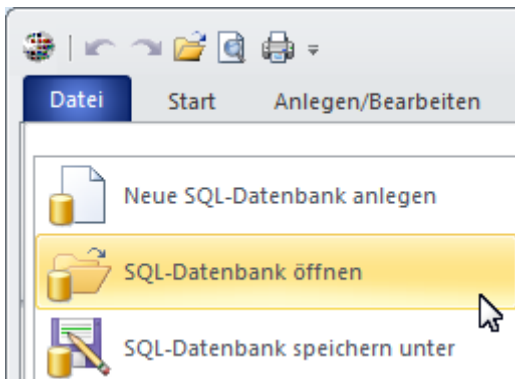 Datei Start Anlegen/Bearbeiten
Neue SQL-Datenbank anlegen
SQL-Datenbank öffnen
SQL-Datenbank speichern unter